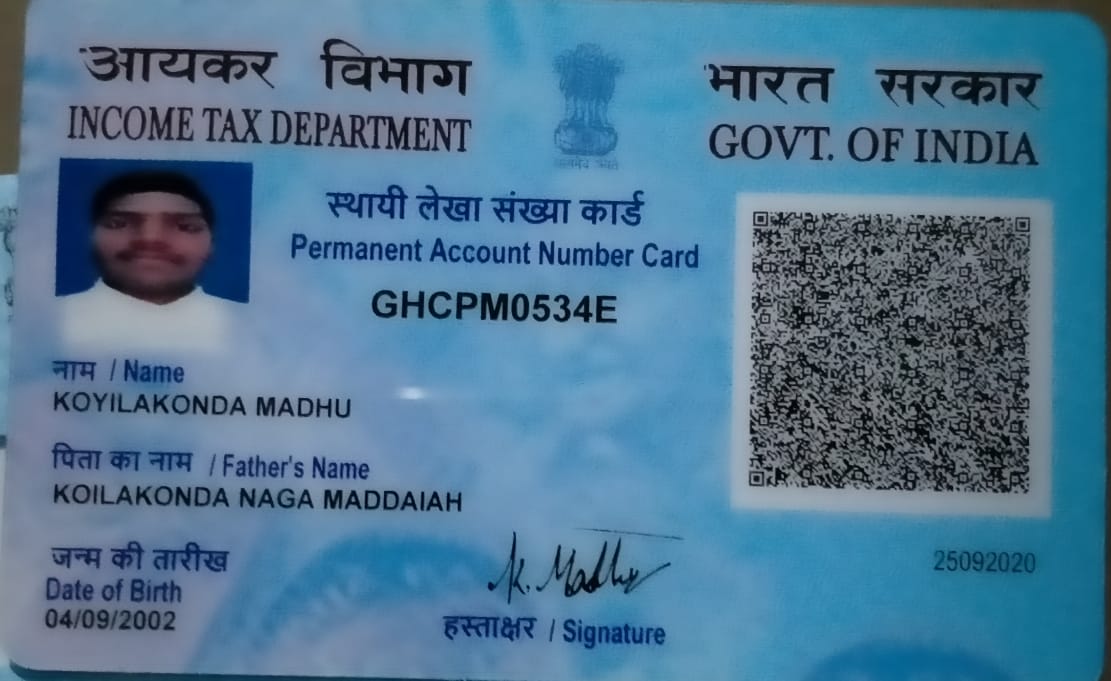 आयकर विभाग
INCOME TAX DEPARTMENT
भारत सरकार
GOVT. OF INDIA
सत्यमेव जयते
स्थायी लेखा संख्या कार्ड
Permanent Account Number Card
GHCPM0534E
नाम / Name
KOYILAKONDA MADHU
पिता का नाम / Father's Name
KOILAKONDA NAGA MADDAIAH
जन्म की तारीख
Date of Birth
04/09/2002
K. Madhu
हस्ताक्षर / Signature
25092020